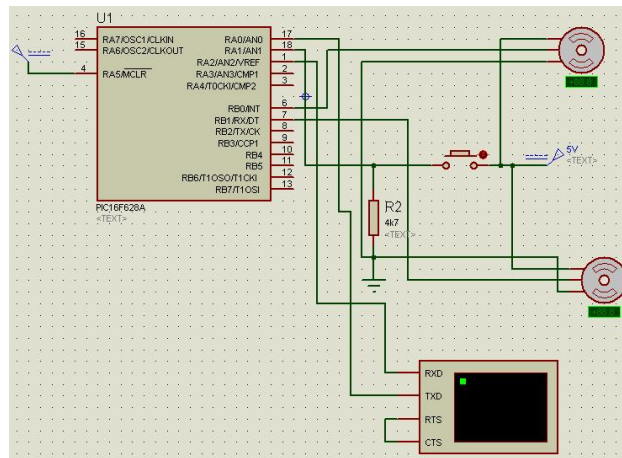 U1
16 RA7/OSC1/CLKIN RA0/AN0 17
15 RA6/OSC2/CLKOUT RA1/AN1 18
RA2/AN2/VREF 1
4 RA5/MCLR RA3/AN3/CMP1 2
RA4/T0CKI/CMP2 3
RB0/INT 6
RB1/RX/DT 7
RB2/TX/CK 8
RB3/CCP1 9
RB4 10
RB5 11
RB6/T1OSO/T1CKI 12
RB7/T1OSI 13
PIC16F628A
<TEXT>
5V
<TEXT>
R2
4k7
<TEXT>
RXD
TXD
RTS
CTS